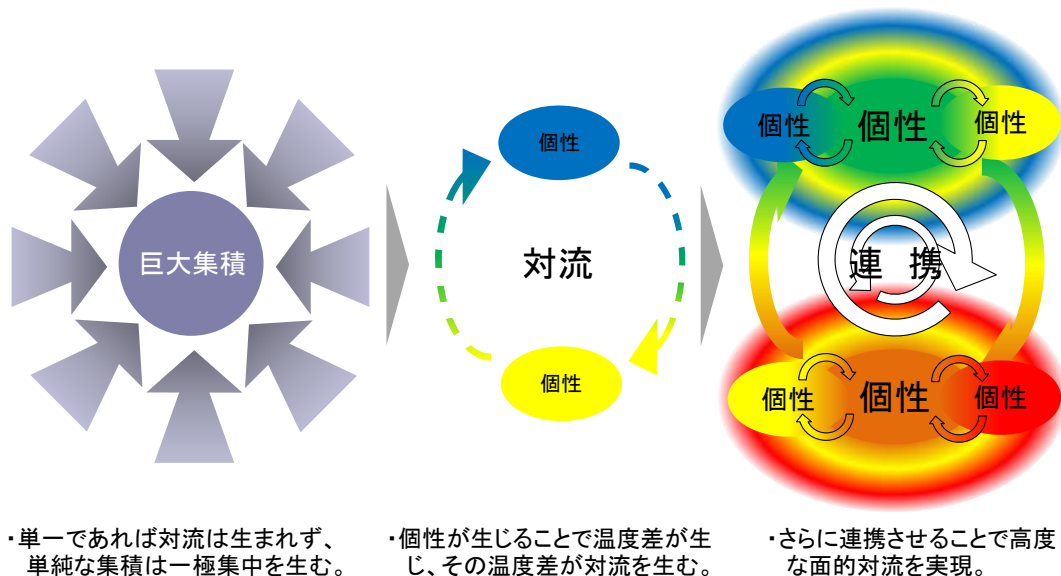 巨大集積
個性
対流
個性
個性
個性
個性
連 携
個性
個性
個性
・単一であれば対流は生まれず、
単純な集積は一極集中を生む。
・個性が生じることで温度差が生
じ、その温度差が対流を生む。
・さらに連携させることで高度
な面的対流を実現。